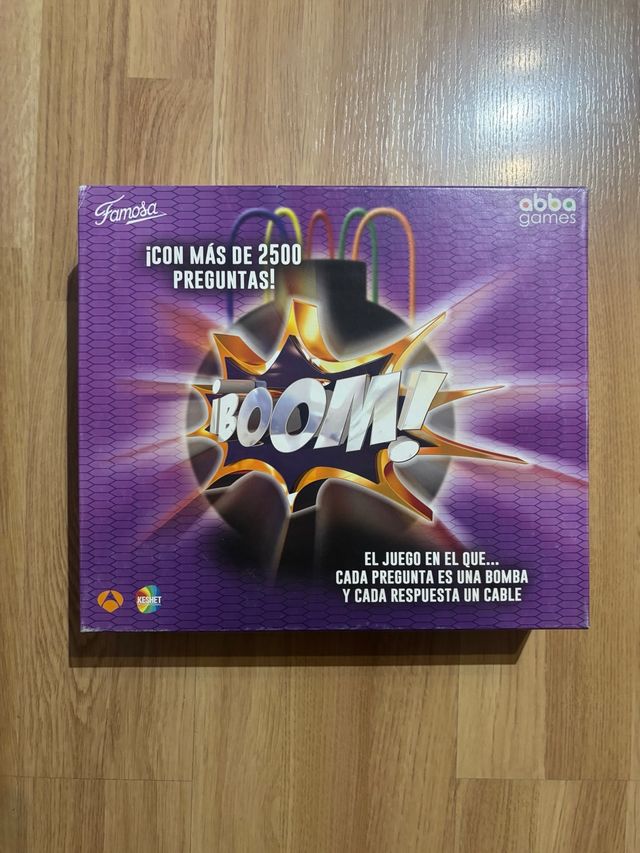 Famosa
abba
games
¡CON MÁS DE 2500
PREGUNTAS!
¡BOOM!
EL JUEGO EN EL QUE...
CADA PREGUNTA ES UNA BOMBA
Y CADA RESPUESTA UN CABLE
KESHET